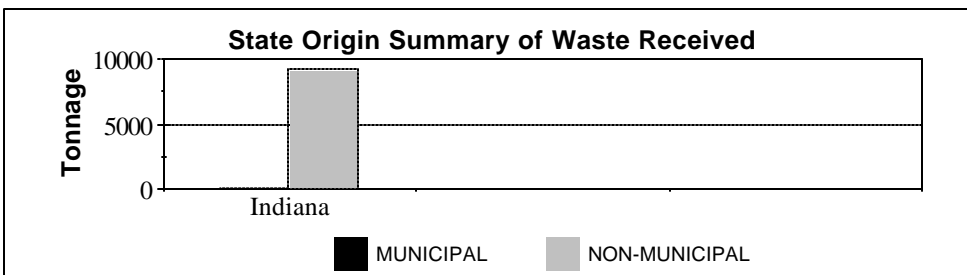 State Origin Summary of Waste Received
Tonnage
10000
5000
0
Indiana
MUNICIPAL NON-MUNICIPAL